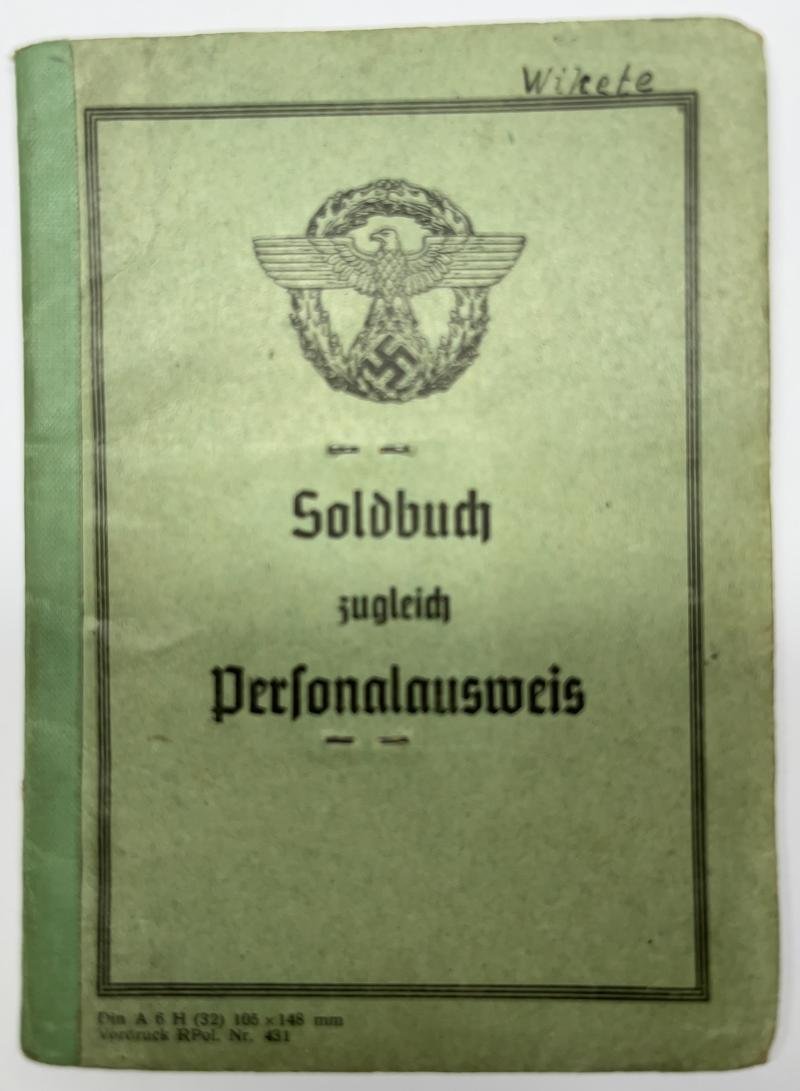 Wikete
Soldbuch
zugleich
Personalausweis
Din A 6 H (32) 105 × 148 mm
Vordruck RPol. Nr. 431